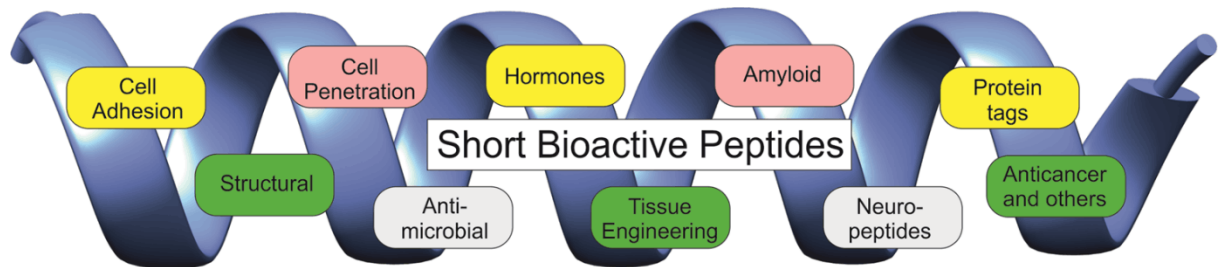 Cell
Adhesion
Cell
Penetration
Hormones
Amyloid
Protein
tags
Short Bioactive Peptides
Structural
Anti-
microbial
Tissue
Engineering
Neuro-
peptides
Anticancer
and others